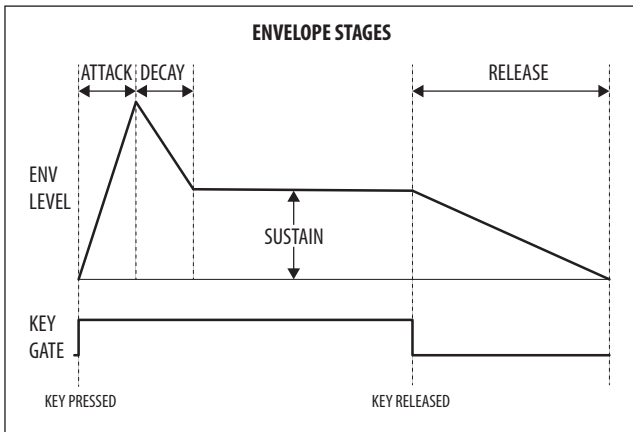 ENVELOPE STAGES
ATTACK DECAY RELEASE
ENV
LEVEL
SUSTAIN
KEY
GATE
KEY PRESSED KEY RELEASED